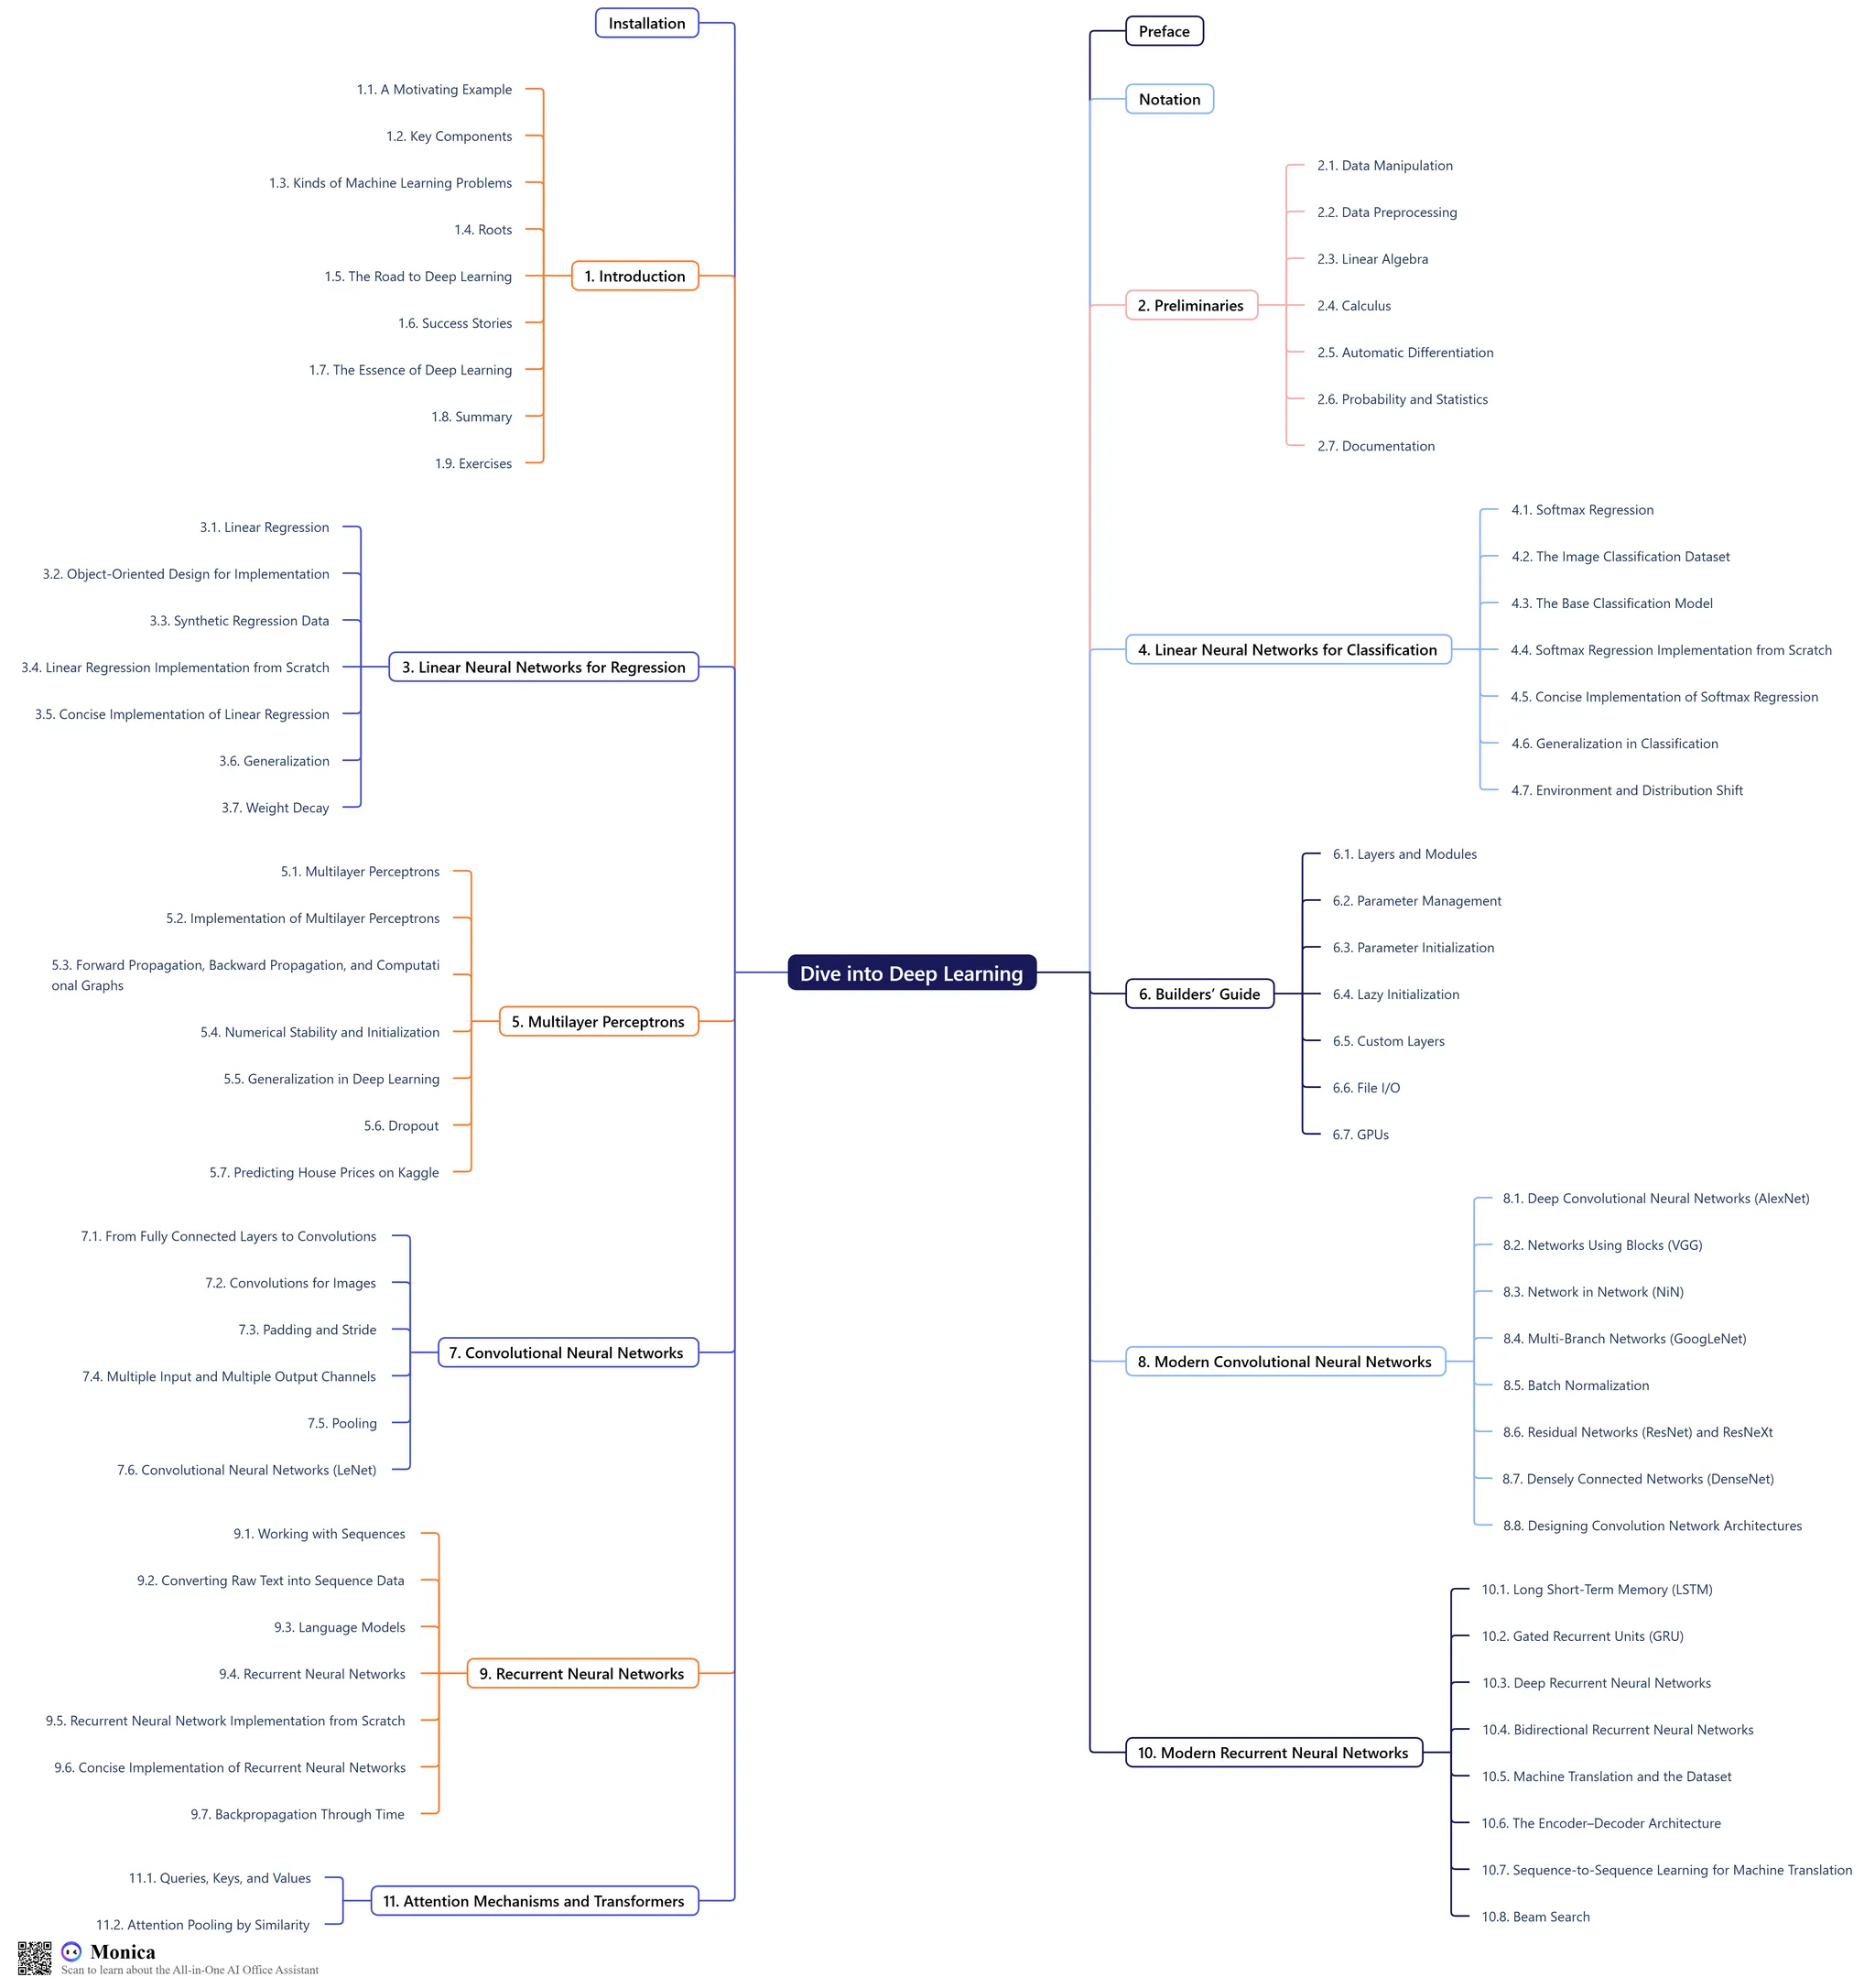 Installation
1.1. A Motivating Example
1.2. Key Components
1.3. Kinds of Machine Learning Problems
1.4. Roots
1.5. The Road to Deep Learning
1.6. Success Stories
1.7. The Essence of Deep Learning
1.8. Summary
1.9. Exercises
1. Introduction
3.1. Linear Regression
3.2. Object-Oriented Design for Implementation
3.3. Synthetic Regression Data
3.4. Linear Regression Implementation from Scratch
3.5. Concise Implementation of Linear Regression
3.6. Generalization
3.7. Weight Decay
3. Linear Neural Networks for Regression
5.1. Multilayer Perceptrons
5.2. Implementation of Multilayer Perceptrons
5.3. Forward Propagation, Backward Propagation, and Computati
onal Graphs
5.4. Numerical Stability and Initialization
5.5. Generalization in Deep Learning
5.6. Dropout
5.7. Predicting House Prices on Kaggle
5. Multilayer Perceptrons
7.1. From Fully Connected Layers to Convolutions
7.2. Convolutions for Images
7.3. Padding and Stride
7.4. Multiple Input and Multiple Output Channels
7.5. Pooling
7.6. Convolutional Neural Networks (LeNet)
7. Convolutional Neural Networks
9.1. Working with Sequences
9.2. Converting Raw Text into Sequence Data
9.3. Language Models
9.4. Recurrent Neural Networks
9.5. Recurrent Neural Network Implementation from Scratch
9.6. Concise Implementation of Recurrent Neural Networks
9.7. Backpropagation Through Time
9. Recurrent Neural Networks
11.1. Queries, Keys, and Values
11.2. Attention Pooling by Similarity
11. Attention Mechanisms and Transformers
Dive into Deep Learning
Preface
Notation
2. Preliminaries
2.1. Data Manipulation
2.2. Data Preprocessing
2.3. Linear Algebra
2.4. Calculus
2.5. Automatic Differentiation
2.6. Probability and Statistics
2.7. Documentation
4. Linear Neural Networks for Classification
4.1. Softmax Regression
4.2. The Image Classification Dataset
4.3. The Base Classification Model
4.4. Softmax Regression Implementation from Scratch
4.5. Concise Implementation of Softmax Regression
4.6. Generalization in Classification
4.7. Environment and Distribution Shift
6. Builders’ Guide
6.1. Layers and Modules
6.2. Parameter Management
6.3. Parameter Initialization
6.4. Lazy Initialization
6.5. Custom Layers
6.6. File I/O
6.7. GPUs
8. Modern Convolutional Neural Networks
8.1. Deep Convolutional Neural Networks (AlexNet)
8.2. Networks Using Blocks (VGG)
8.3. Network in Network (NiN)
8.4. Multi-Branch Networks (GoogLeNet)
8.5. Batch Normalization
8.6. Residual Networks (ResNet) and ResNeXt
8.7. Densely Connected Networks (DenseNet)
8.8. Designing Convolution Network Architectures
10. Modern Recurrent Neural Networks
10.1. Long Short-Term Memory (LSTM)
10.2. Gated Recurrent Units (GRU)
10.3. Deep Recurrent Neural Networks
10.4. Bidirectional Recurrent Neural Networks
10.5. Machine Translation and the Dataset
10.6. The Encoder–Decoder Architecture
10.7. Sequence-to-Sequence Learning for Machine Translation
10.8. Beam Search
Monica
Scan to learn about the All-in-One AI Office Assistant